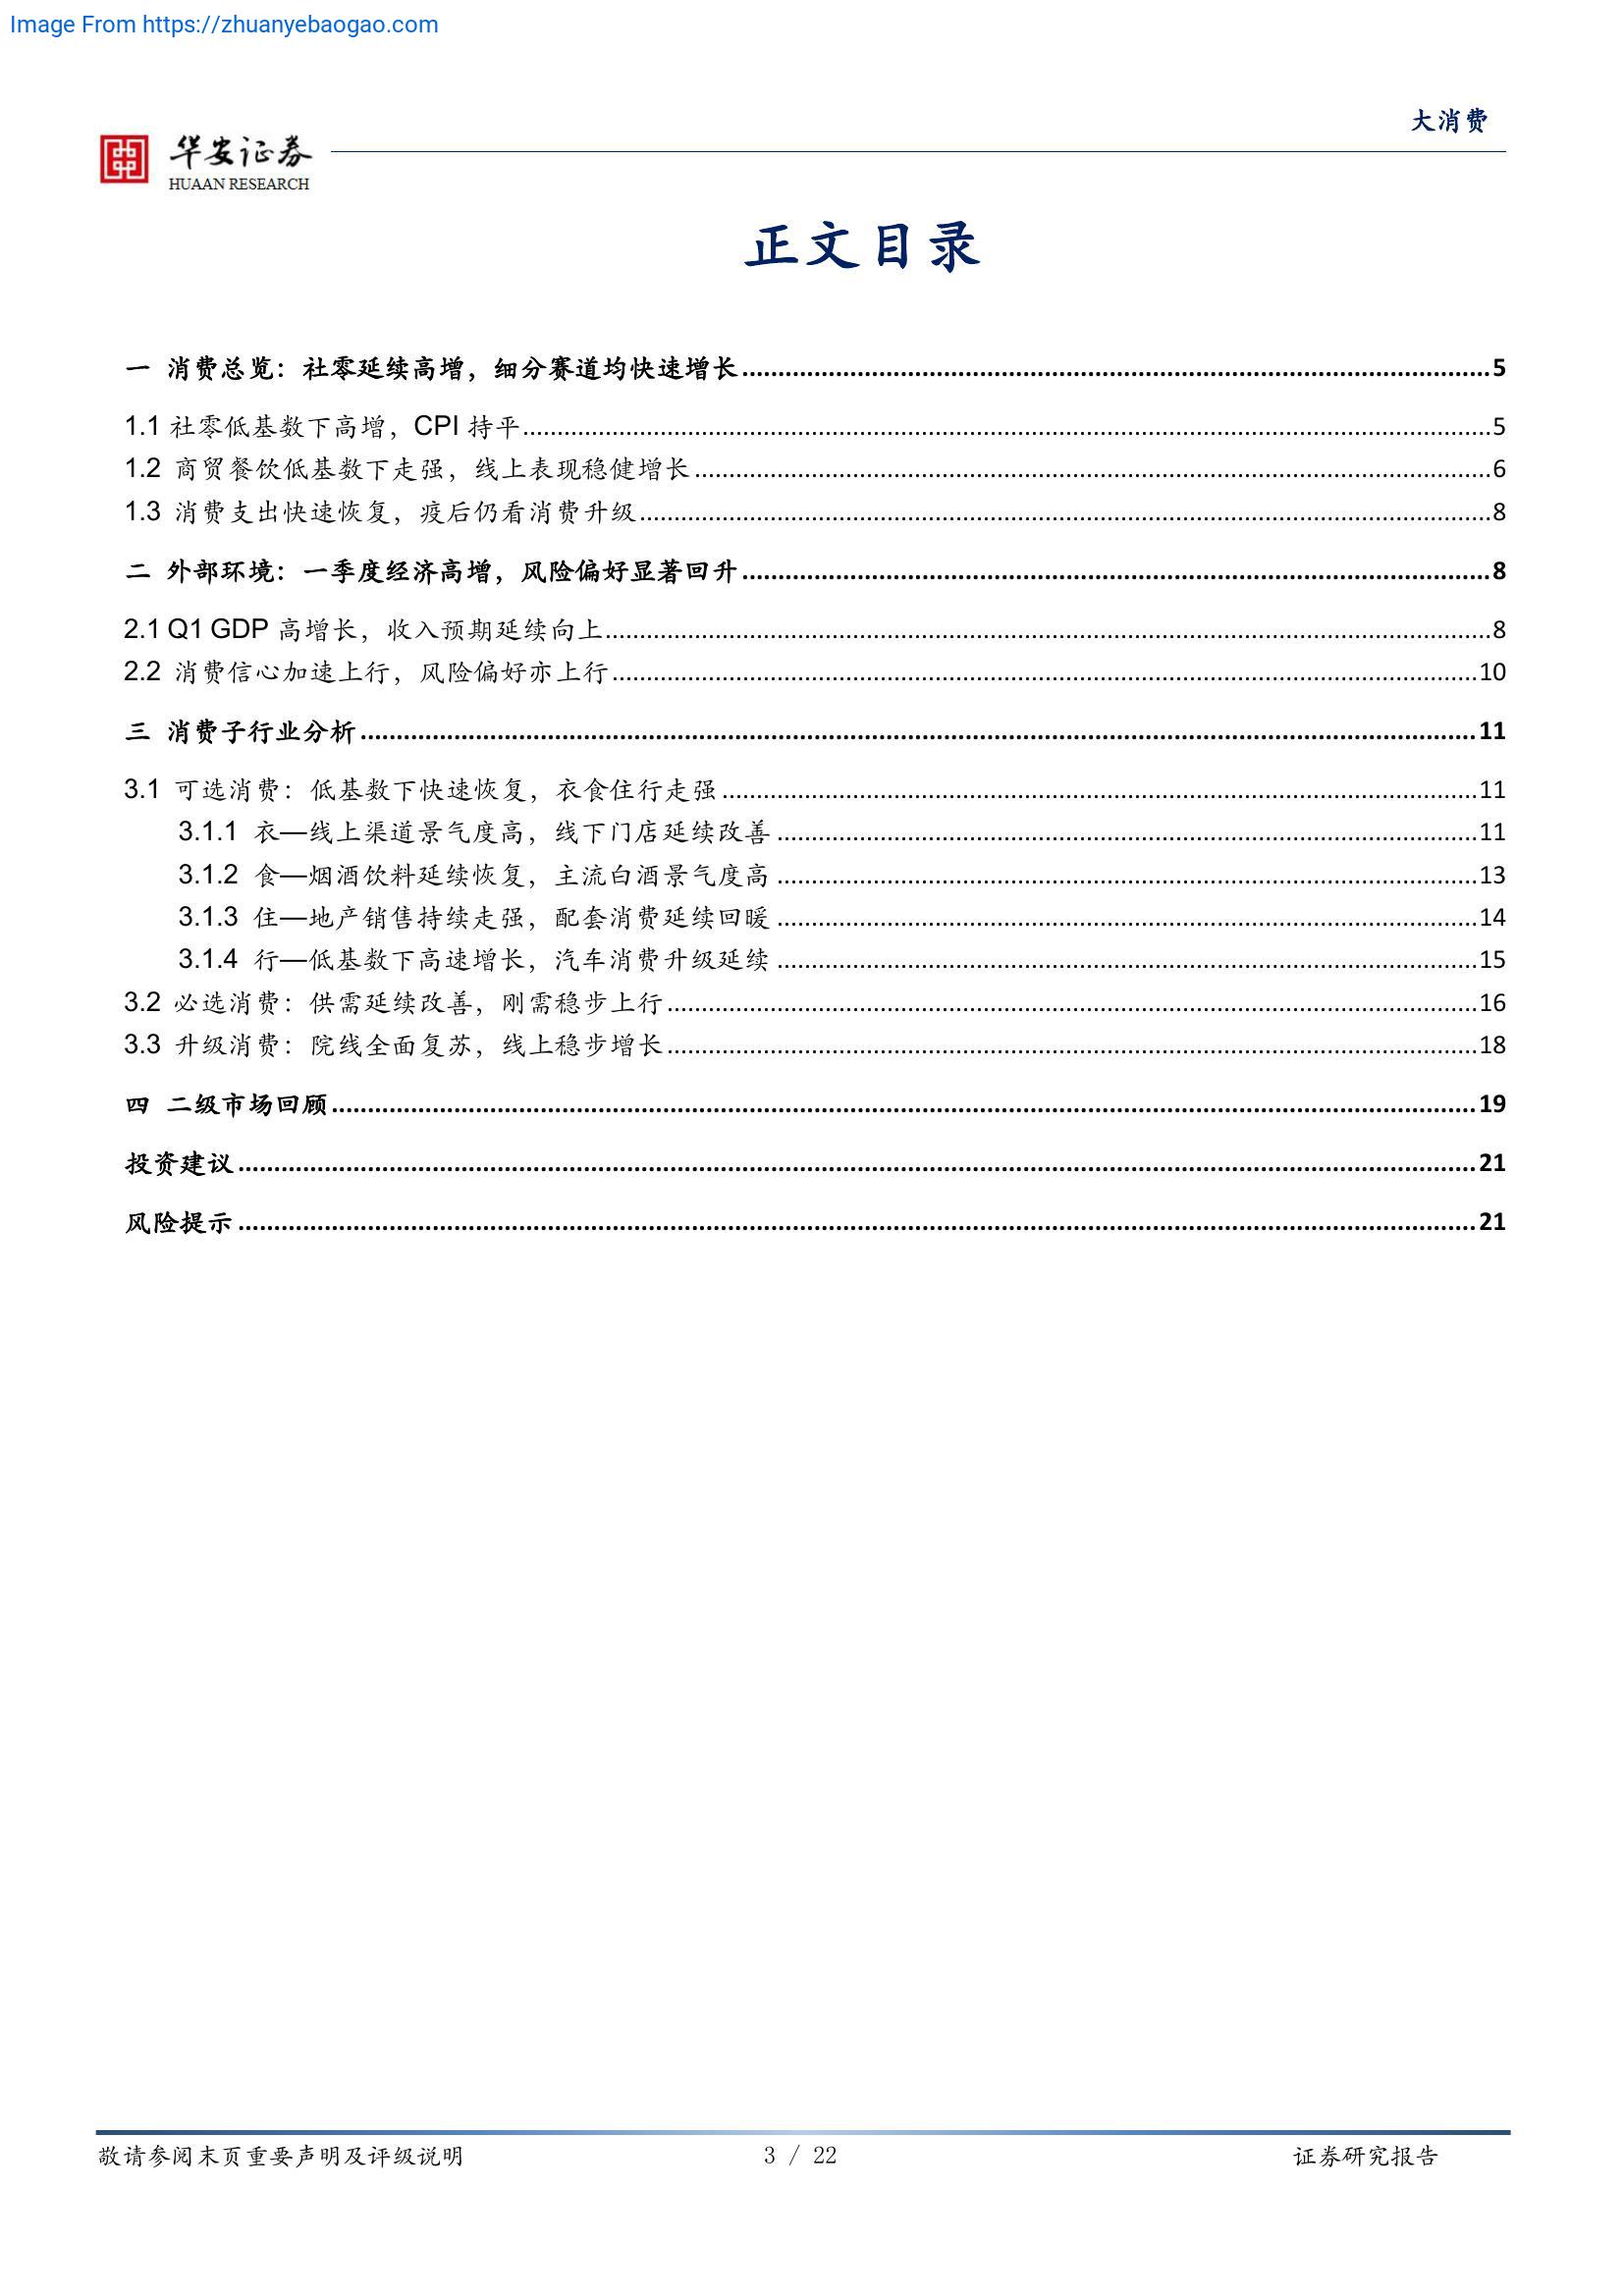 Image From https://zhuanyebaogao.com
大消费
华安证券
HUAAN RESEARCH
正文目录
一 消费总览：社零延续高增，细分赛道均快速增长 5
1.1 社零低基数下高增，CPI 持平 5
1.2 商贸餐饮低基数下走强，线上表现稳健增长 6
1.3 消费支出快速恢复，疫后仍看消费升级 8
二 外部环境：一季度经济高增，风险偏好显著回升 8
2.1 Q1 GDP 高增长，收入预期延续向上 8
2.2 消费信心加速上行，风险偏好亦上行 10
三 消费子行业分析 11
3.1 可选消费：低基数下快速恢复，衣食住行走强 11
3.1.1 衣—线上渠道景气度高，线下门店延续改善 11
3.1.2 食—烟酒饮料延续恢复，主流白酒景气度高 13
3.1.3 住—地产销售持续走强，配套消费延续回暖 14
3.1.4 行—低基数下高速增长，汽车消费升级延续 15
3.2 必选消费：供需延续改善，刚需稳步上行 16
3.3 升级消费：院线全面复苏，线上稳步增长 18
四 二级市场回顾 19
投资建议 21
风险提示 21
敬请参阅末页重要声明及评级说明 3 / 22 证券研究报告